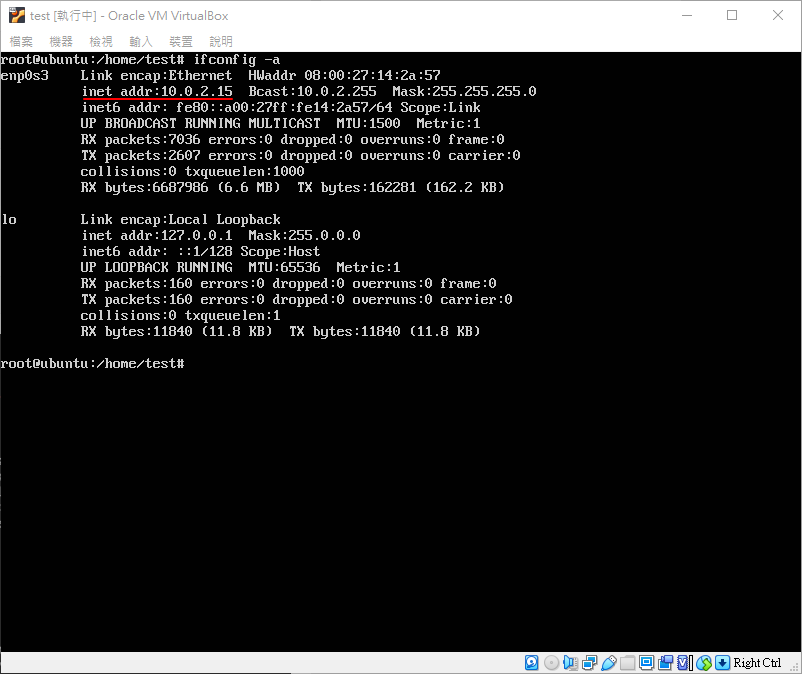 test [執行中] - Oracle VM VirtualBox
檔案 機器 檢視 輸入 裝置 說明
root@ubuntu:/home/test# ifconfig -a
enp0s3    Link encap:Ethernet  HWaddr 08:00:27:14:2a:57
          inet addr:10.0.2.15  Bcast:10.0.2.255  Mask:255.255.255.0
          inet6 addr: fe80::a00:27ff:fe14:2a57/64 Scope:Link
          UP BROADCAST RUNNING MULTICAST  MTU:1500  Metric:1
          RX packets:7036 errors:0 dropped:0 overruns:0 frame:0
          TX packets:2607 errors:0 dropped:0 overruns:0 carrier:0
          collisions:0 txqueuelen:1000
          RX bytes:6687986 (6.6 MB)  TX bytes:162281 (162.2 KB)
lo        Link encap:Local Loopback
          inet addr:127.0.0.1  Mask:255.0.0.0
          inet6 addr: ::1/128 Scope:Host
          UP LOOPBACK RUNNING  MTU:65536  Metric:1
          RX packets:160 errors:0 dropped:0 overruns:0 frame:0
          TX packets:160 errors:0 dropped:0 overruns:0 carrier:0
          collisions:0 txqueuelen:1
          RX bytes:11840 (11.8 KB)  TX bytes:11840 (11.8 KB)
root@ubuntu:/home/test#
Right Ctrl